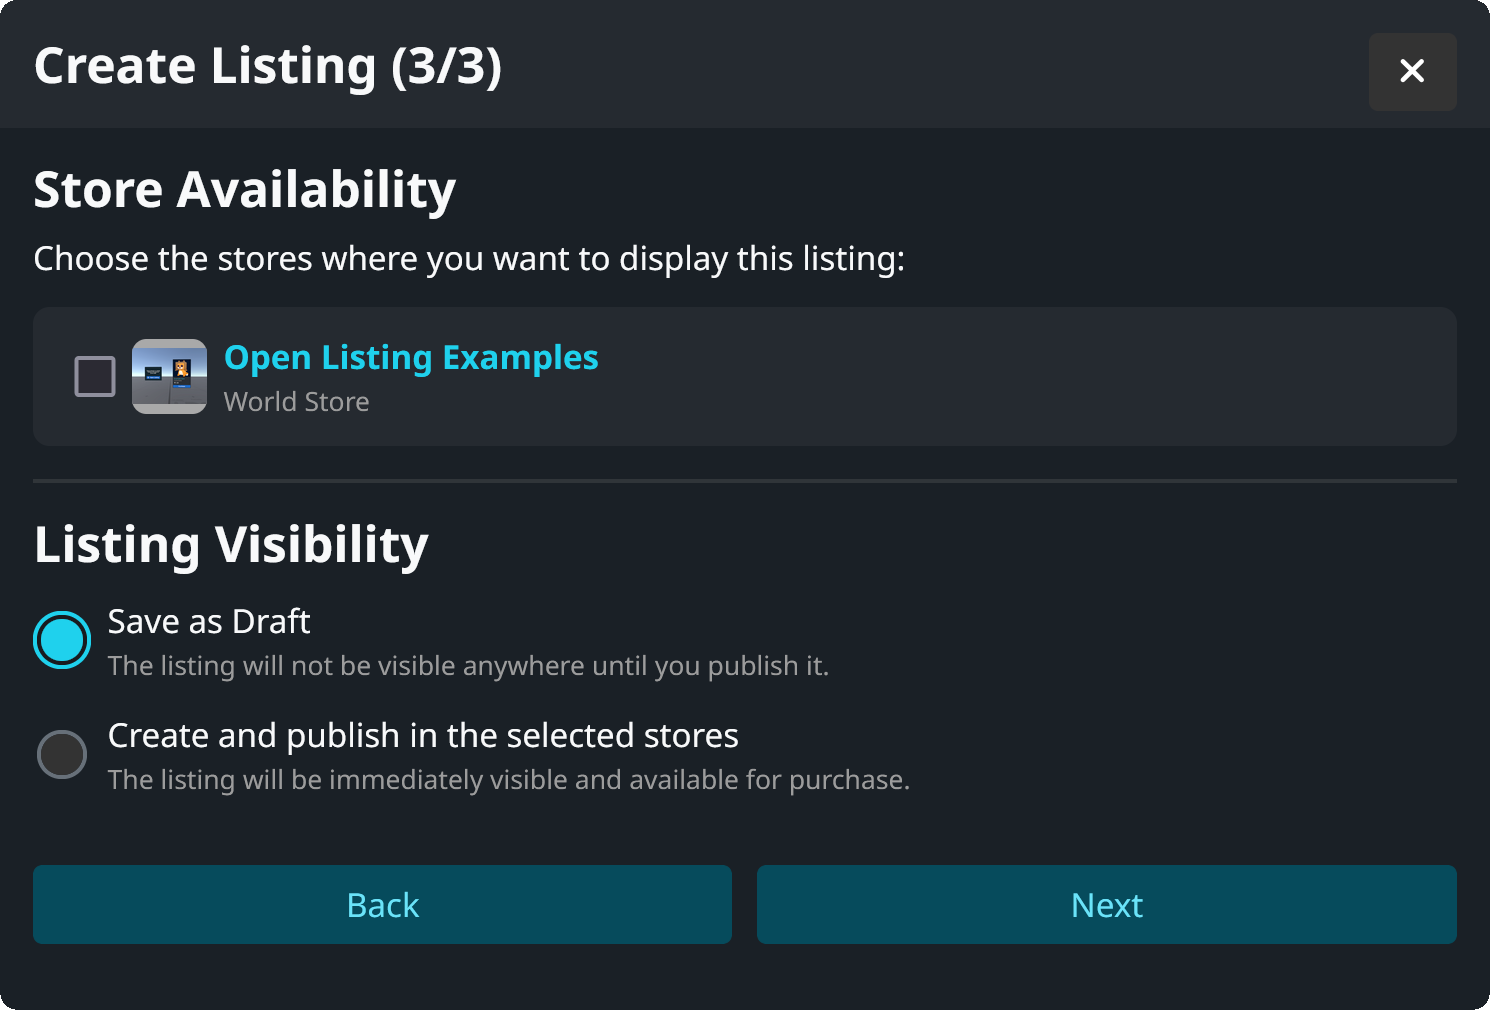 Create Listing (3/3)
Store Availability
Choose the stores where you want to display this listing:
Open Listing Examples
World Store
Listing Visibility
Save as Draft
The listing will not be visible anywhere until you publish it.
Create and publish in the selected stores
The listing will be immediately visible and available for purchase.
Back
Next